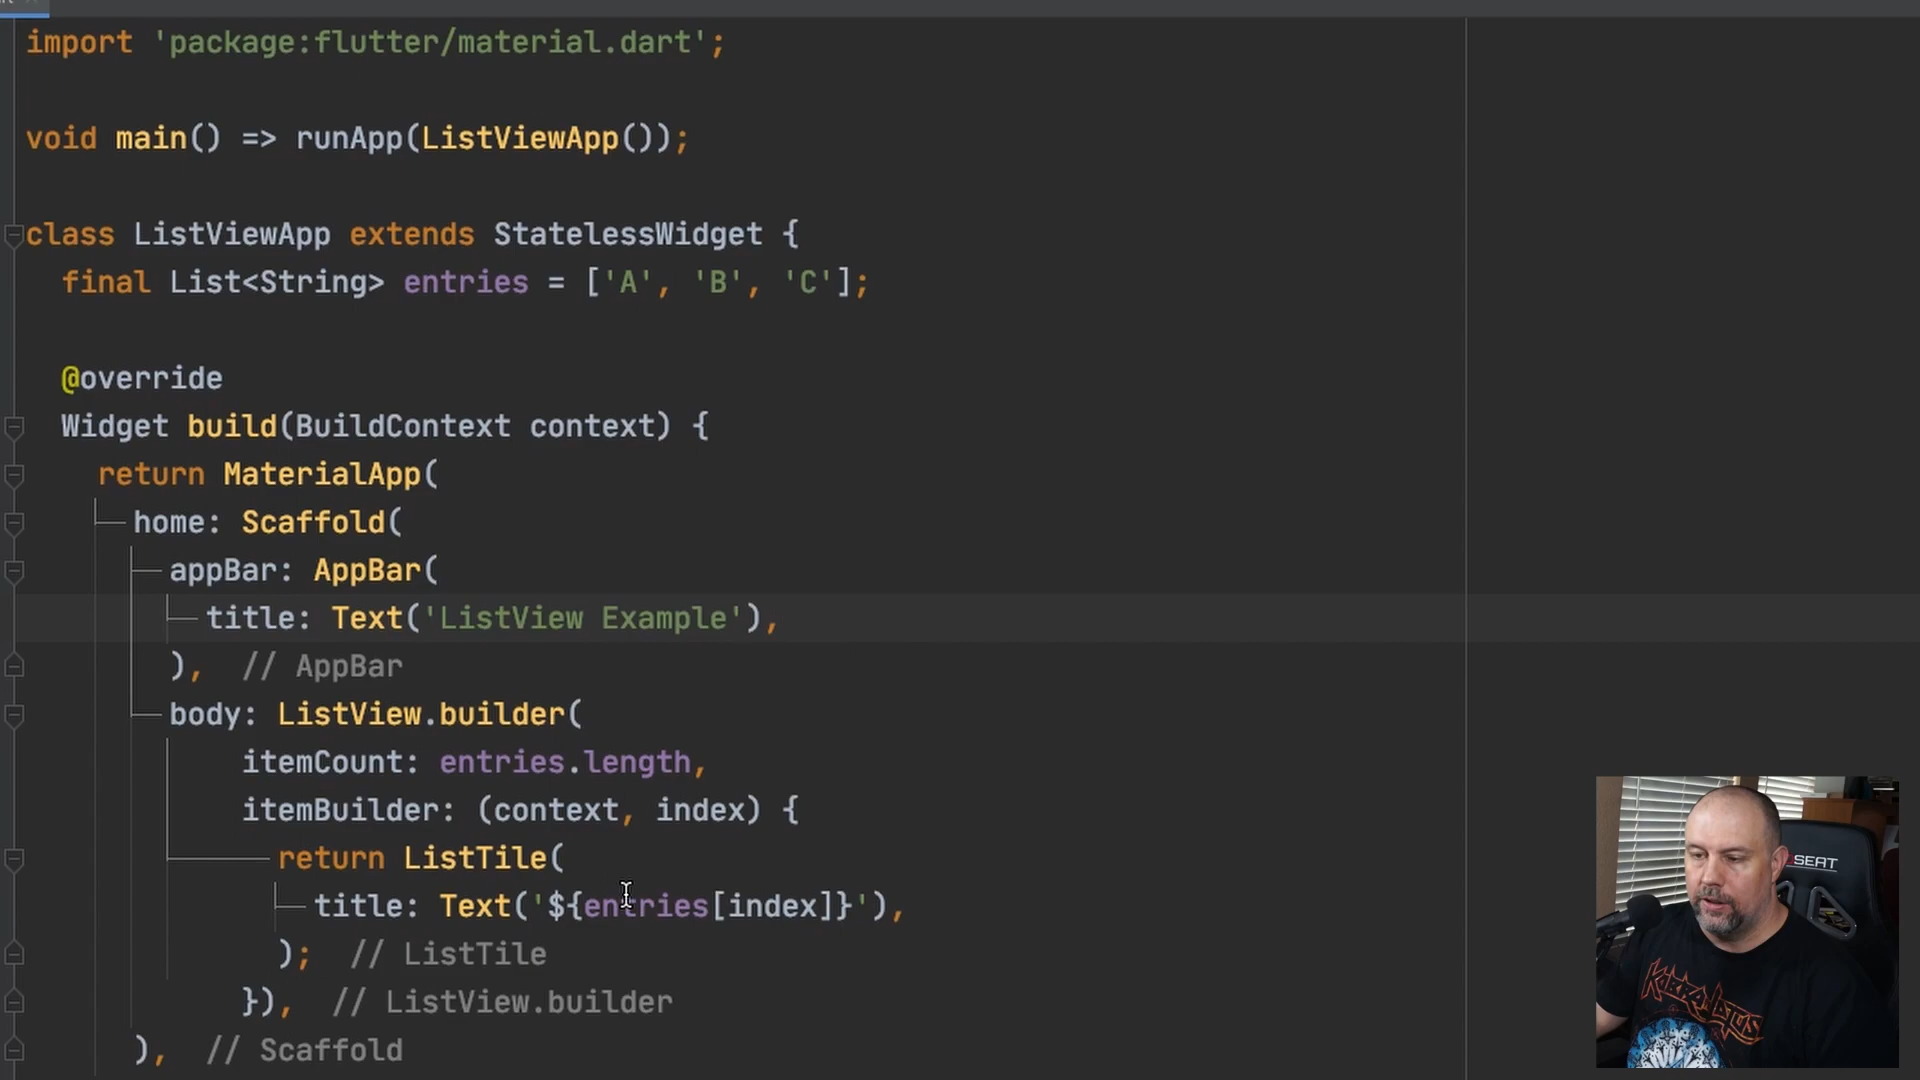 import 'package:flutter/material.dart';
void main() => runApp(ListViewApp());
class ListViewApp extends StatelessWidget {
final List<String> entries = ['A', 'B', 'C'];
@override
Widget build(BuildContext context) {
return MaterialApp(
home: Scaffold(
appBar: AppBar(
title: Text('ListView Example'),
), // AppBar
body: ListView.builder(
itemCount: entries.length,
itemBuilder: (context, index) {
return ListTile(
title: Text('${entries[index]}'),
); // ListTile
}), // ListView.builder
), // Scaffold
SEAT